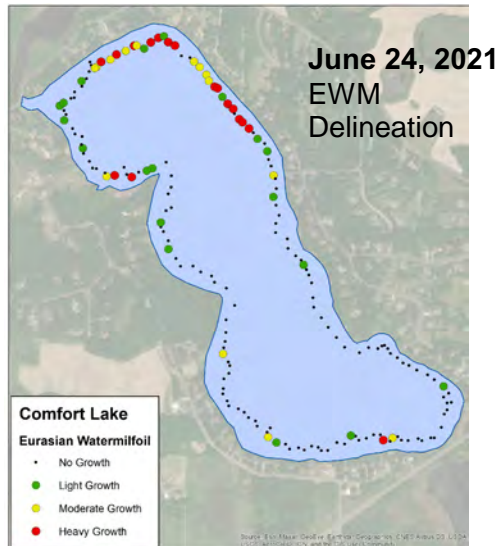 June 24, 2021
EWM
Delineation
Comfort Lake
Eurasian Watermilfoil
No Growth
Light Growth
Moderate Growth
Heavy Growth